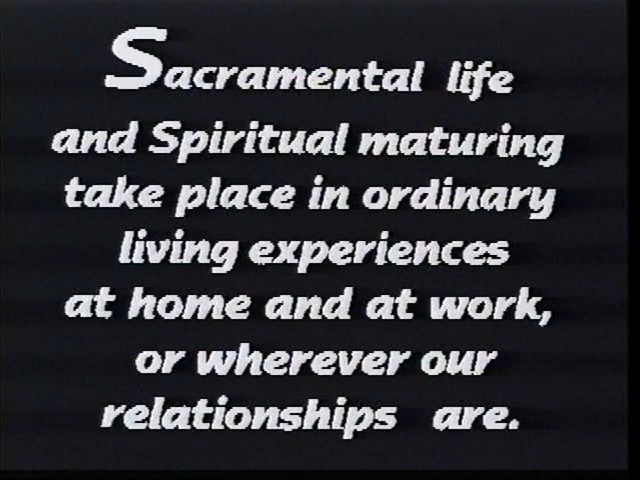 Sacramental life
and Spiritual maturing
take place in ordinary
living experiences
at home and at work,
or wherever our
relationships are.